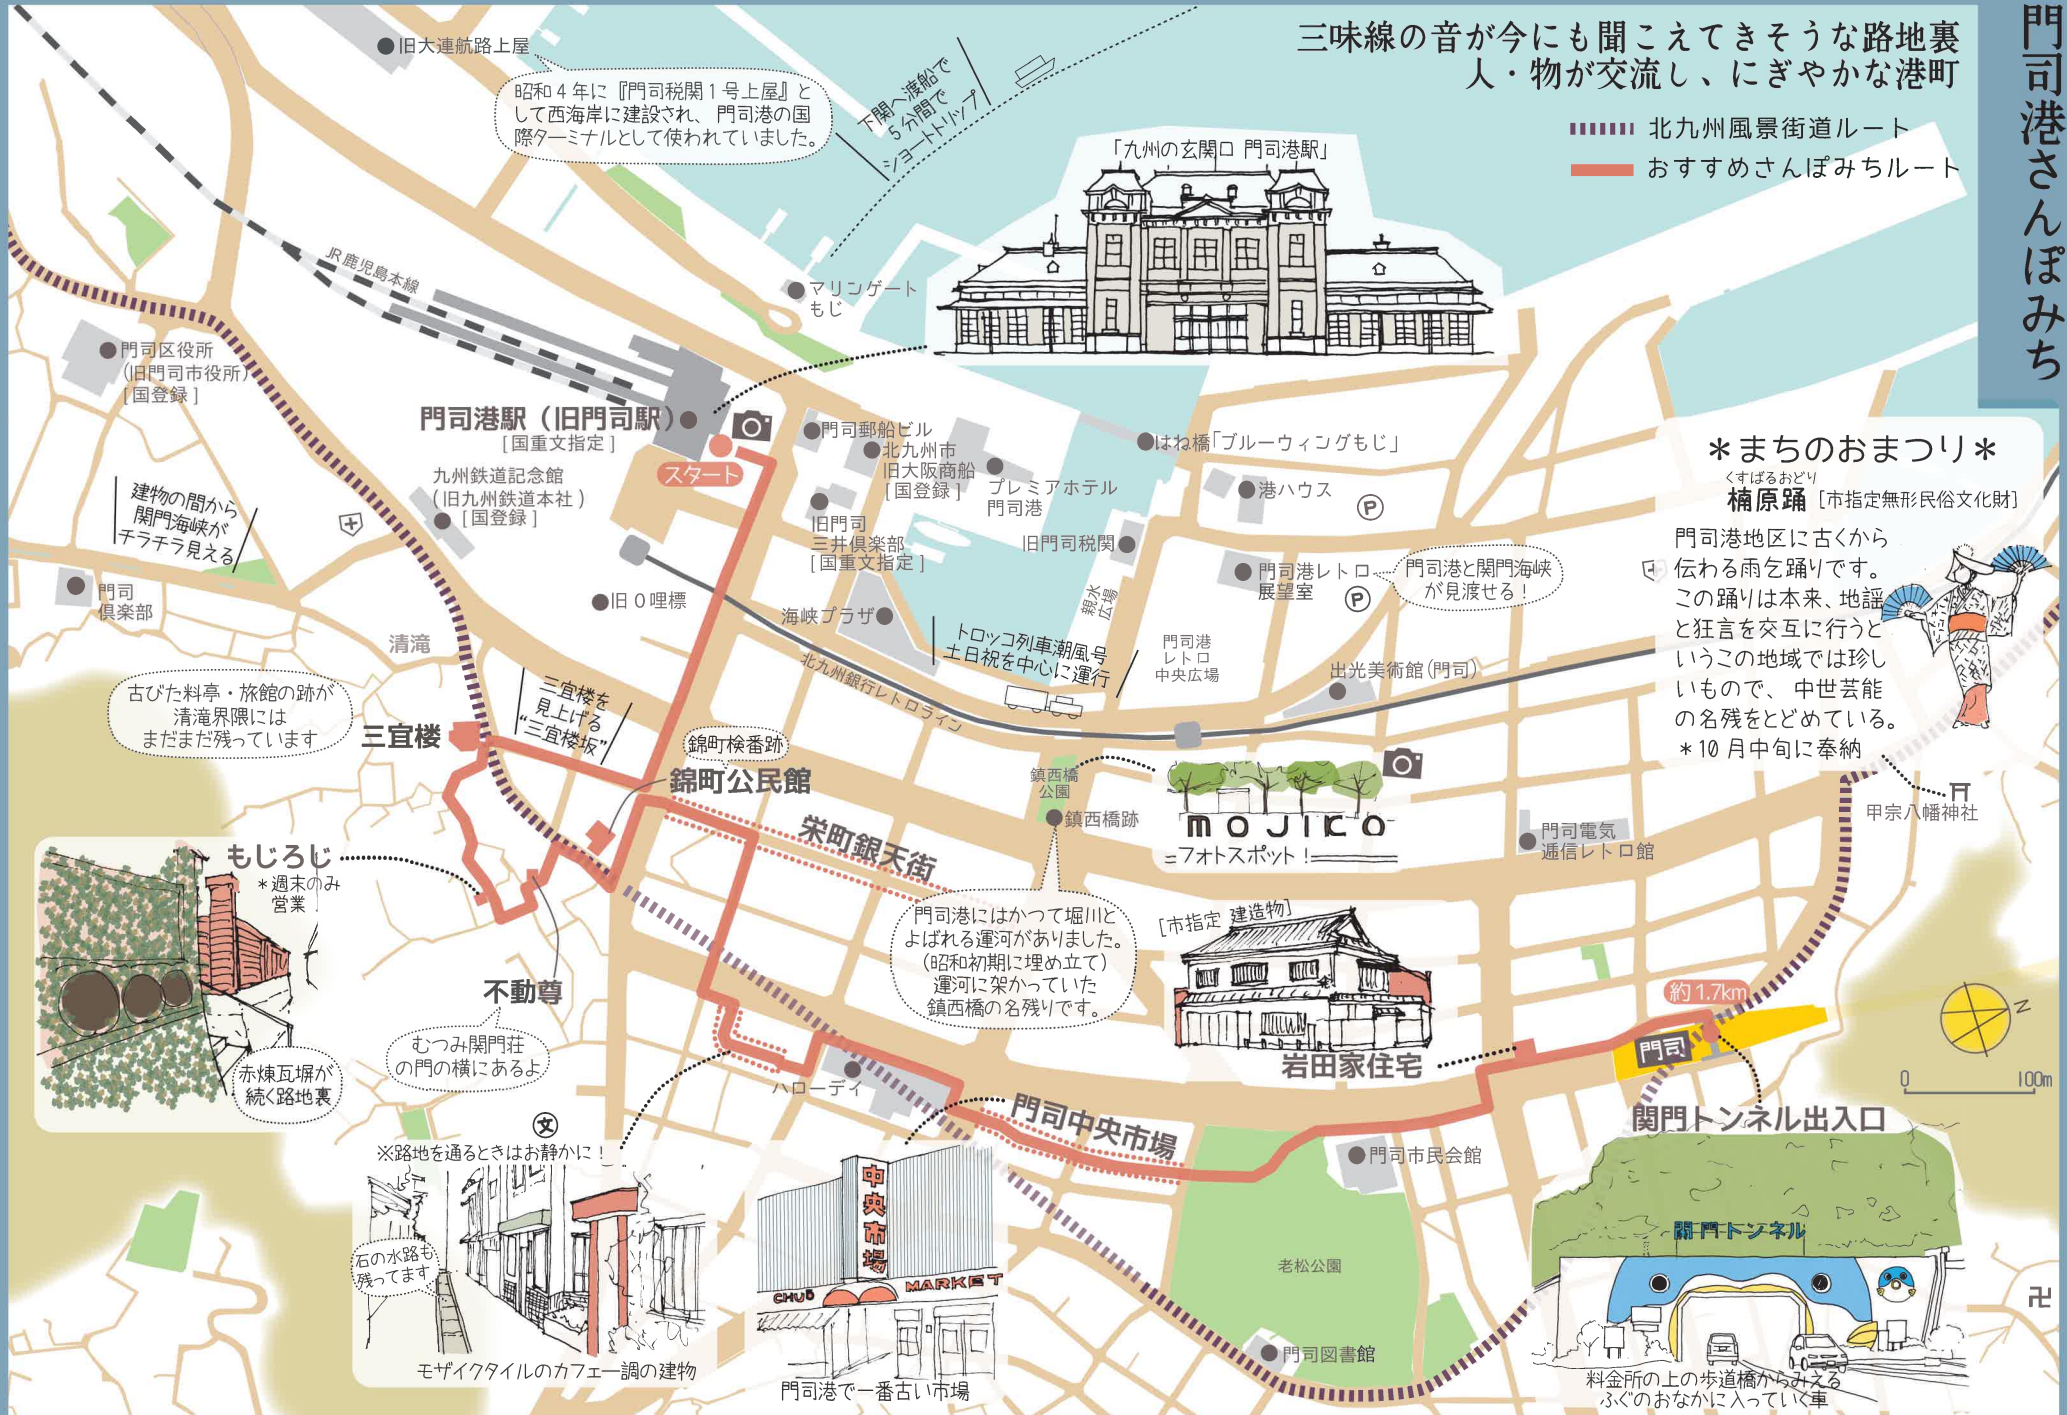 門司港さんぽみち
三味線の音が今にも聞こえてきそうな路地裏
人・物が交流し、にぎやかな港町
北九州風景街道ルート
おすすめさんぽみちルート
旧大連航路上屋
昭和4年に『門司税関1号上屋』と
して西海岸に建設され、門司港の国
際ターミナルとして使われていました。
下関へ渡船で
5分間で
ショートトリップ
「九州の玄関口 門司港駅」
JR鹿児島本線
マリンゲート
もじ
門司区役所
(旧門司市役所)
[国登録]
門司港駅(旧門司駅)
[国重文指定]
スタート
九州鉄道記念館
(旧九州鉄道本社)
[国登録]
建物の間から
関門海峡が
チラチラ見える
門司
倶楽部
清滝
旧0哩標
門司郵船ビル
北九州市
旧大阪商船
[国登録]
プレミアホテル
門司港
旧門司
三井倶楽部
[国重文指定]
はね橋「ブルーウィングもじ」
港ハウス
P
旧門司税関
門司港レトロ
展望室
P
門司港と関門海峡
が見渡せる!
海峡プラザ
親水
広場
トロッコ列車潮風号
土日祝を中心に運行
北九州銀行レトロライン
門司港
レトロ
中央広場
出光美術館(門司)
*まちのおまつり*
くすばるおどり
楠原踊 [市指定無形民俗文化財]
門司港地区に古くから
伝わる雨乞踊りです。
この踊りは本来、地謡
と狂言を交互に行うと
いうこの地域では珍し
いもので、中世芸能
の名残をとどめている。
*10月中旬に奉納
甲宗八幡神社
古びた料亭・旅館の跡が
清滝界隈には
まだまだ残っています
三宜楼
三宜楼を
見上げる
“三宜楼坂”
錦町検番跡
錦町公民館
栄町銀天街
鎮西橋
公園
鎮西橋跡
MOJIKO
フォトスポット!
門司電気
通信レトロ館
もじろじ
*週末のみ
営業
赤煉瓦塀が
続く路地裏
不動尊
むつみ関門荘
の門の横にあるよ
門司港にはかつて堀川と
よばれる運河がありました。
(昭和初期に埋め立て)
運河に架かっていた
鎮西橋の名残りです。
[市指定 建造物]
岩田家住宅
約1.7km
門司
N
0 100m
ハローデイ
門司中央市場
門司市民会館
関門トンネル出入口
文
※路地を通るときはお静かに!
石の水路も
残ってます
モザイクタイルのカフェー調の建物
中央市場
CHUō MARKET
門司港で一番古い市場
老松公園
門司図書館
関門トンネル
料金所の上の歩道橋からみえる
ふぐのおなかに入っていく車
卍